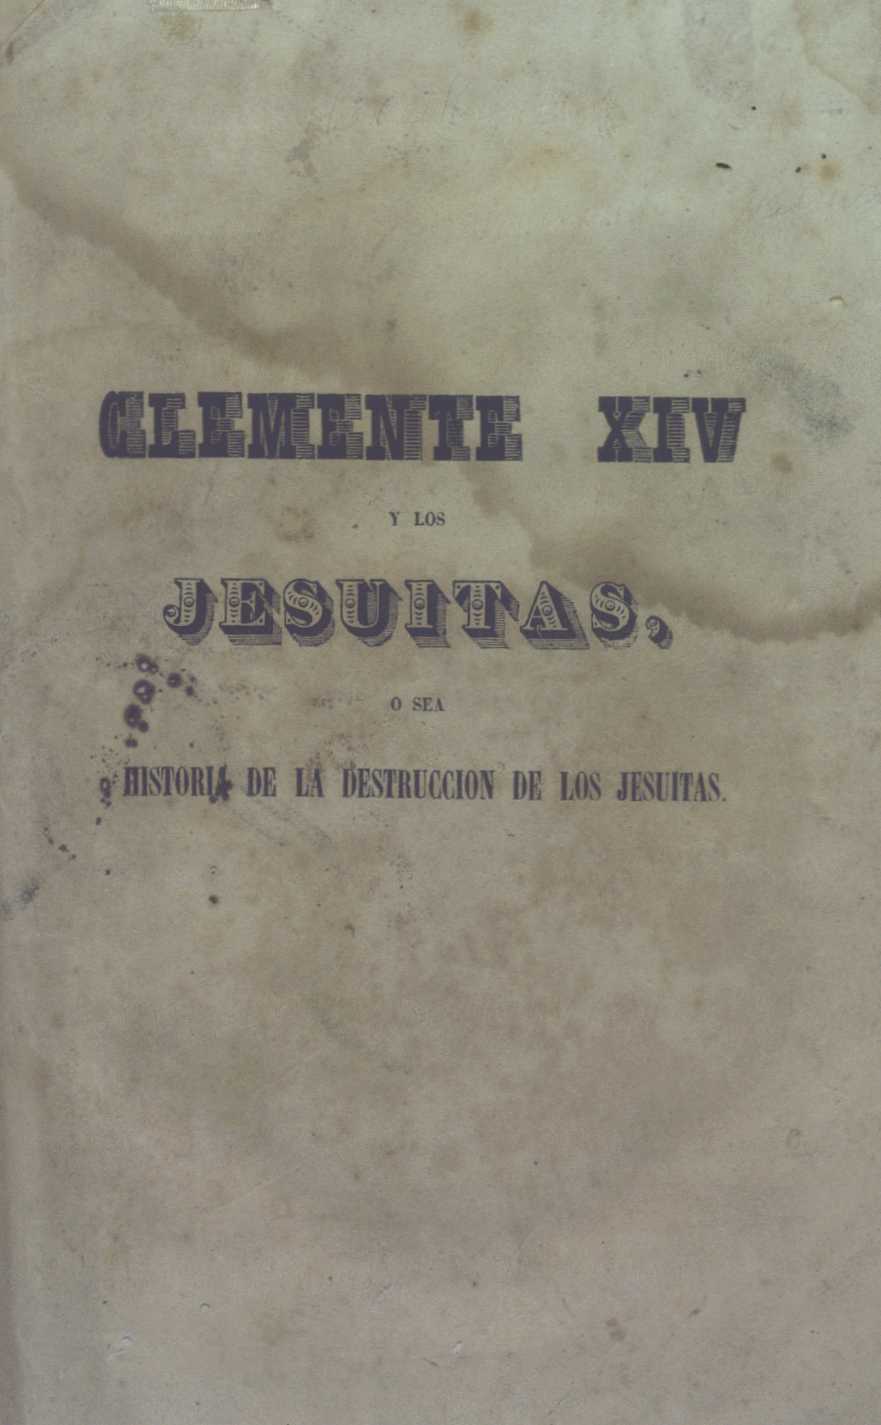 CLEMENTE XIV
Y LOS
JESUITAS,
O SEA
HISTORIA DE LA DESTRUCCION DE LOS JESUITAS.